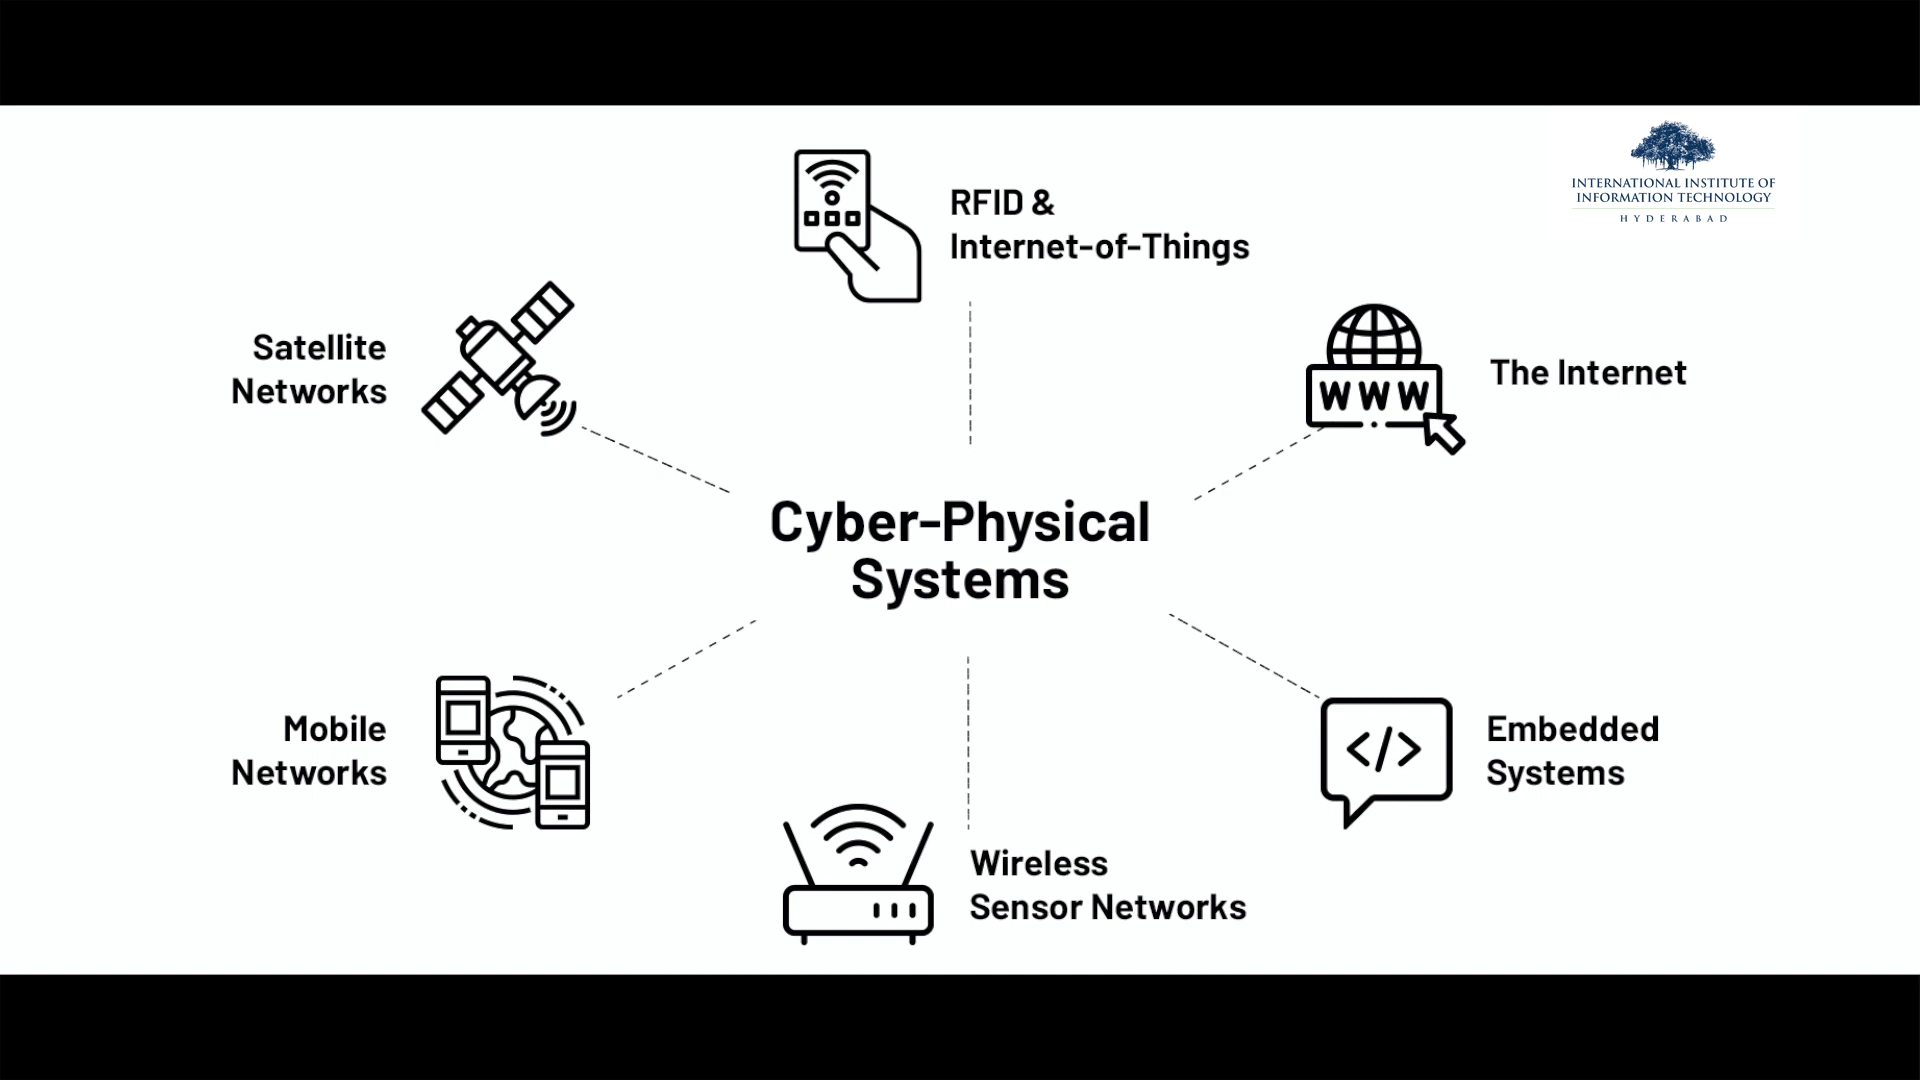 INTERNATIONAL INSTITUTE OF
INFORMATION TECHNOLOGY
HYDERABAD
RFID &
Internet-of-Things
Satellite
Networks
WWW
The Internet
Cyber-Physical
Systems
Mobile
Networks
</>
Embedded
Systems
Wireless
Sensor Networks